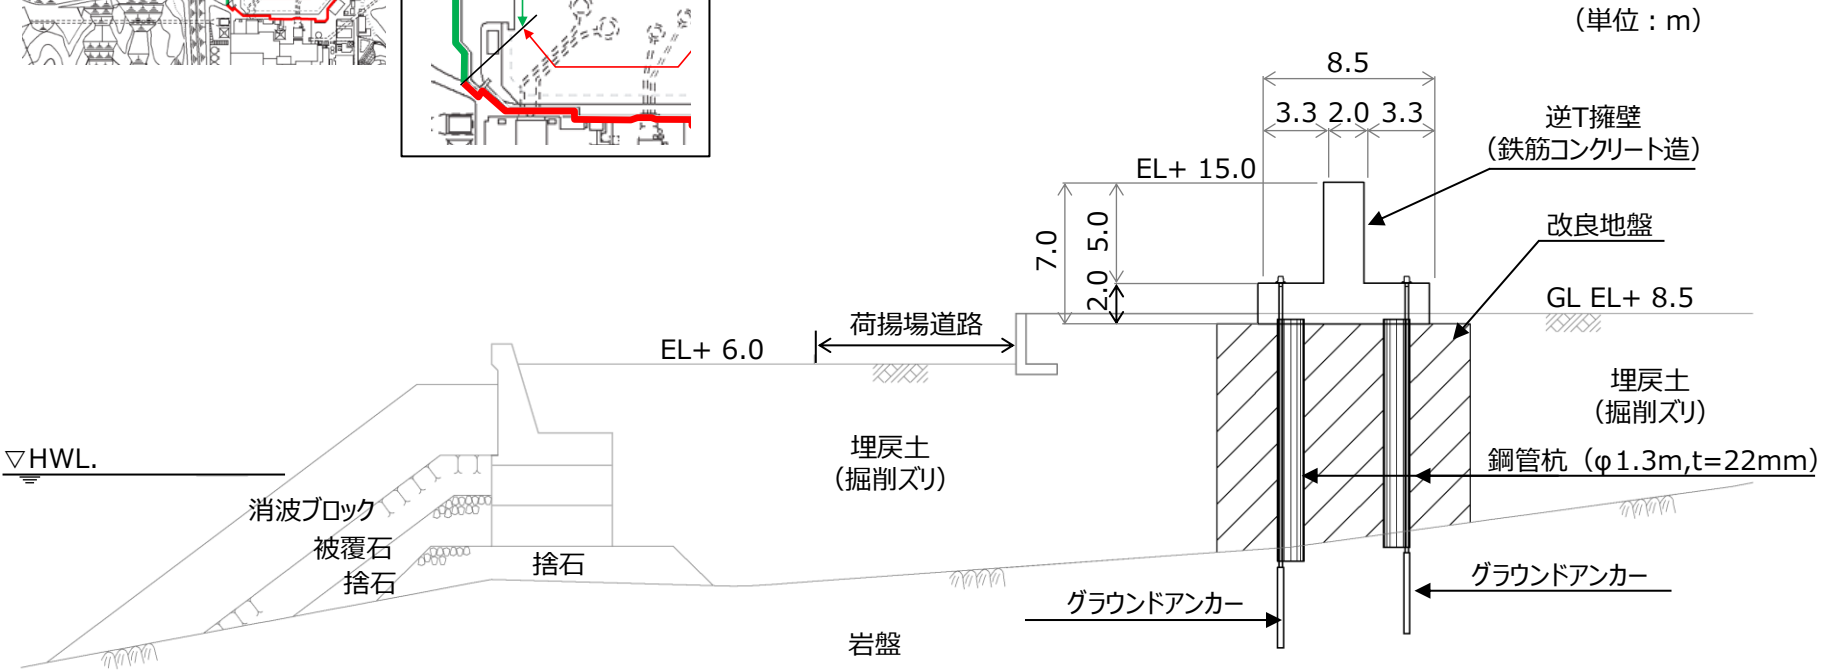 （単位：m）
8.5
3.3 2.0 3.3
逆T擁壁
（鉄筋コンクリート造）
EL+ 15.0
改良地盤
7.0
5.0
2.0
GL EL+ 8.5
荷揚場道路
EL+ 6.0
埋戻土
（掘削ズリ）
埋戻土
（掘削ズリ）
▽HWL.
鋼管杭（φ1.3m,t=22mm）
消波ブロック
被覆石
捨石
捨石
グラウンドアンカー
グラウンドアンカー
岩盤